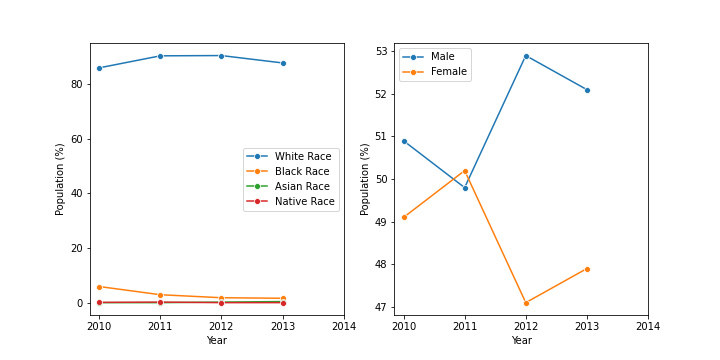 80
60
40
20
0
Population (%)
2010 2011 2012 2013 2014
Year
White Race
Black Race
Asian Race
Native Race
53
52
51
50
49
48
47
Population (%)
2010 2011 2012 2013 2014
Year
Male
Female